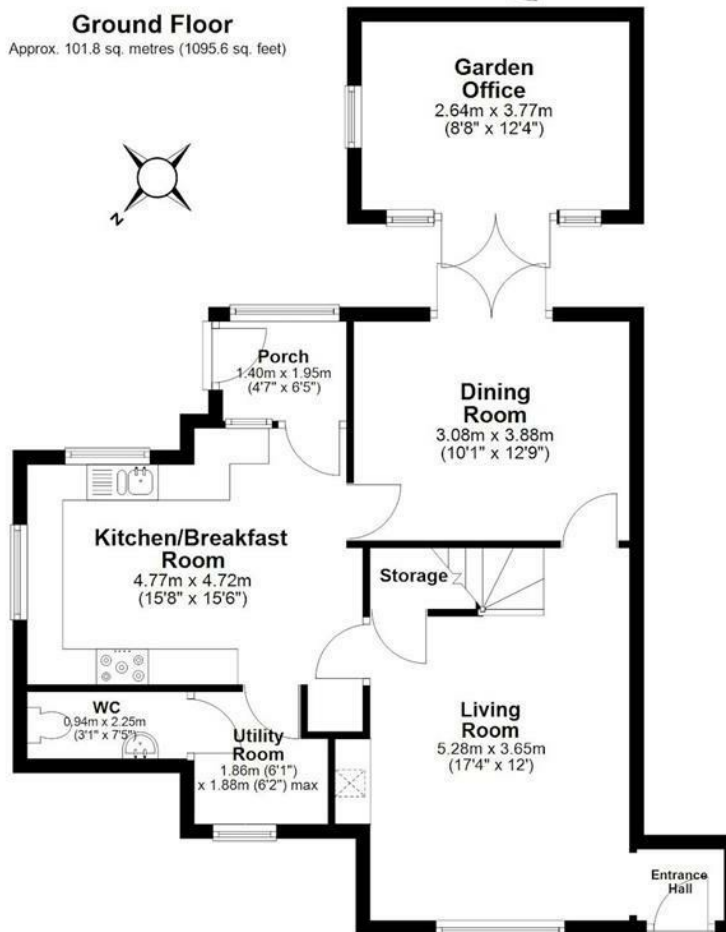 Ground Floor
Approx. 101.8 sq. metres (1095.6 sq. feet)
Garden
Office
2.64m x 3.77m
(8'8" x 12'4")
N
Porch
1.40m x 1.95m
(4'7" x 6'5")
Dining
Room
3.08m x 3.88m
(10'1" x 12'9")
Kitchen/Breakfast
Room
4.77m x 4.72m
(15'8" x 15'6")
Storage
WC
0.94m x 2.25m
(3'1" x 7'5")
Utility
Room
1.86m (6'1")
x 1.88m (6'2") max
Living
Room
5.28m x 3.65m
(17'4" x 12')
Entrance
Hall